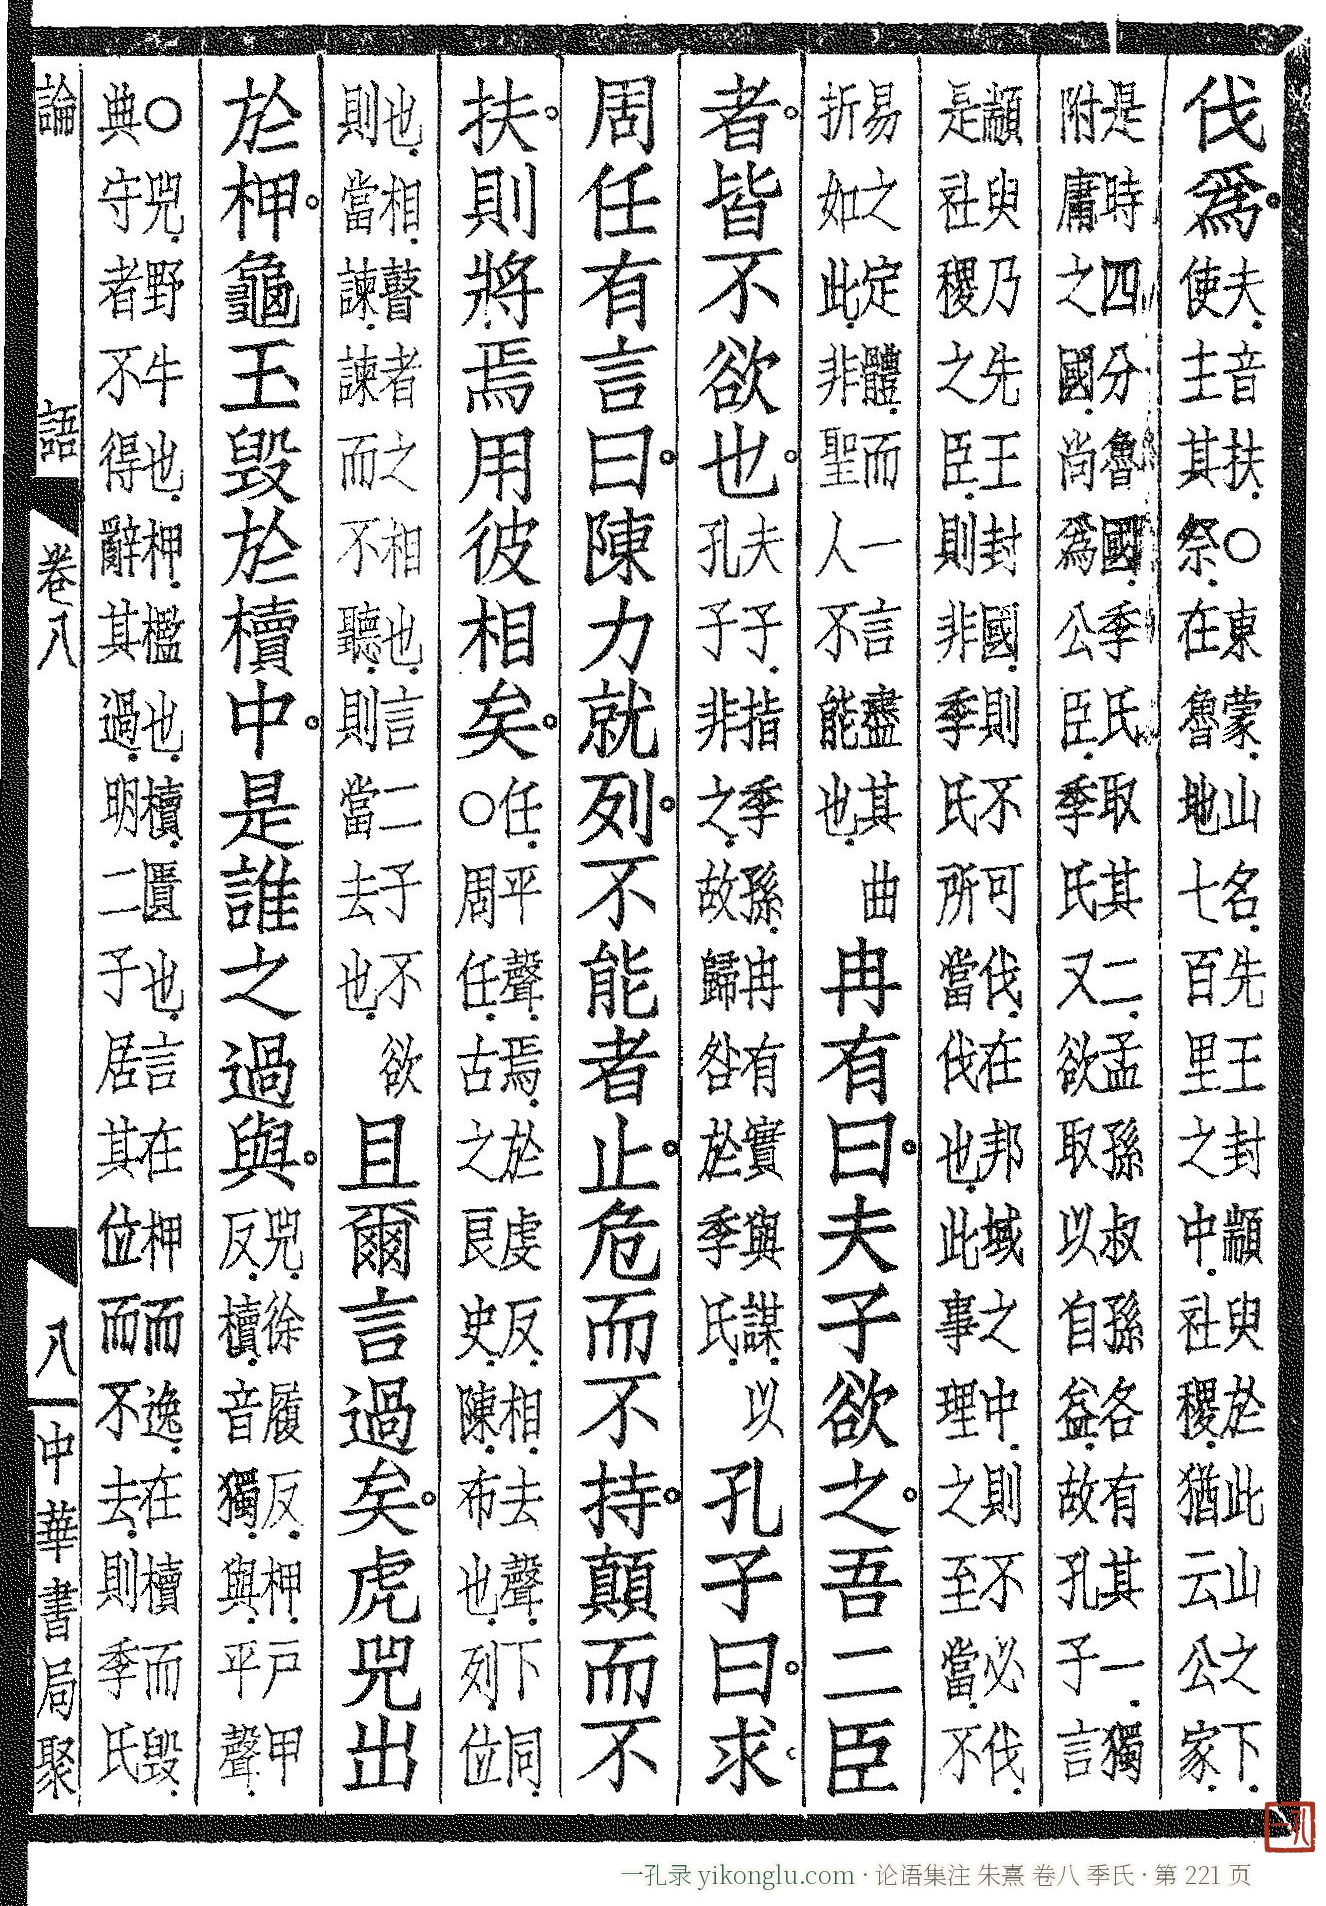 伐爲夫音扶○東蒙山名先王封顓臾於此山之下使主其祭在魯地七百里之中社稷猶云公家
是時四分魯國季氏取其二孟孫叔孫各有其一獨附庸之國尚爲公臣季氏又欲取以自益故孔子言
顓臾乃先王封國則不可伐在邦域之中則不必伐是社稷之臣則非季氏所當伐也此事理之至當不
易之定體而一言盡其曲折如此非聖人不能也冉有曰夫子欲之吾二臣
者皆不欲也夫子指季孫冉有實與謀以孔子非之故歸咎於季氏孔子曰求
周任有言曰陳力就列不能者止危而不持顛而不
扶則將焉用彼相矣任平聲焉於虔反相去聲下同○周任古之良史陳布也列位
也相瞽者之相也言二子不欲則當諫諫而不聽則當去也且爾言過矣虎兕出
於柙龜玉毀於櫝中是誰之過與兕徐履反柙戶甲反櫝音獨與平聲
○兕野牛也柙檻也櫝匱也言在柙而逸在櫝而毀典守者不得辭其過明二子居其位而不去則季氏
論語 卷八 八 中華書局聚
一孔录 yikonglu.com · 论语集注 朱熹 卷八 季氏 · 第 221 页